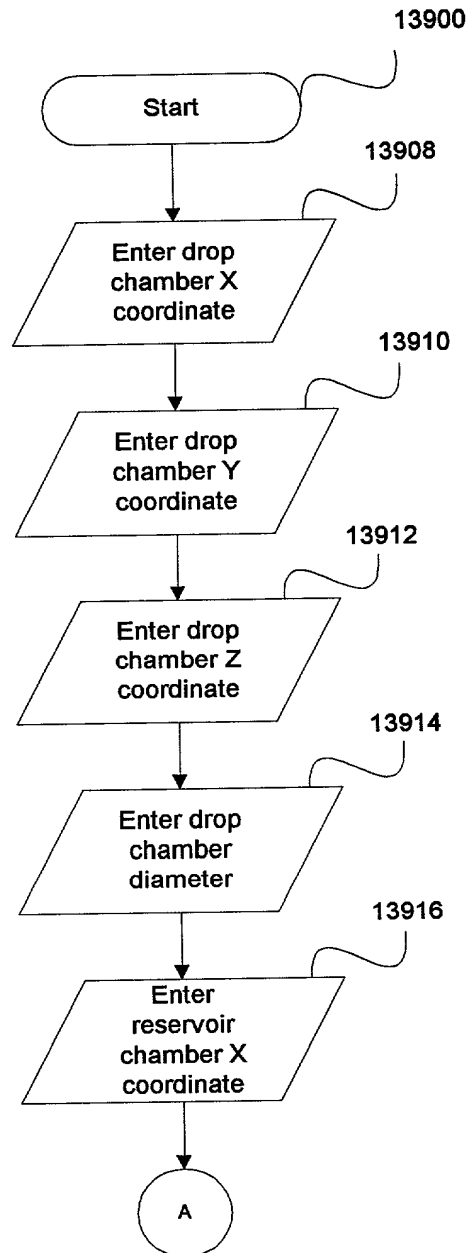 13900
Start
13908
Enter drop
chamber X
coordinate
13910
Enter drop
chamber Y
coordinate
13912
Enter drop
chamber Z
coordinate
13914
Enter drop
chamber
diameter
13916
Enter
reservoir
chamber X
coordinate
A